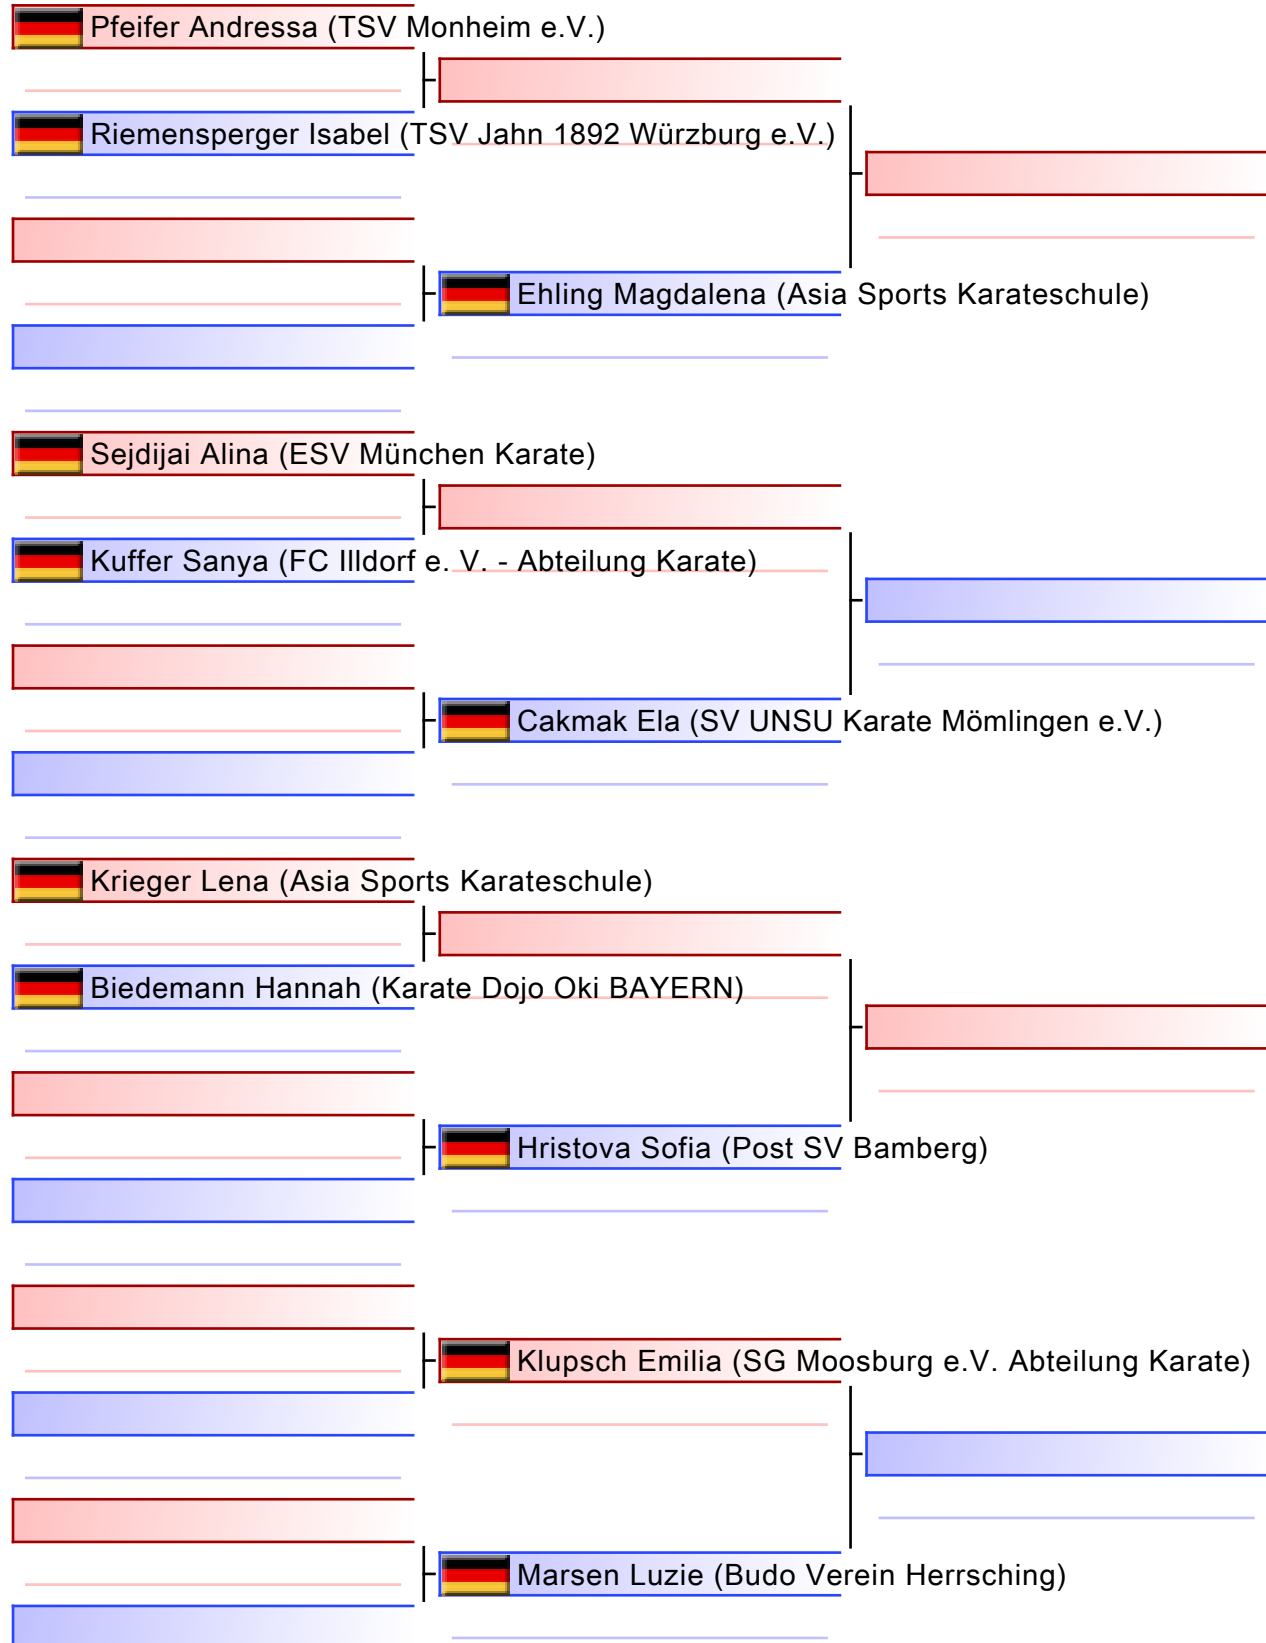 Pfeifer Andressa (TSV Monheim e.V.)
Riemensperger Isabel (TSV Jahn 1892 Würzburg e.V.)
Ehling Magdalena (Asia Sports Karateschule)
Sejdijai Alina (ESV München Karate)
Kuffer Sanya (FC Illdorf e. V. - Abteilung Karate)
Cakmak Ela (SV UNSU Karate Mömlingen e.V.)
Krieger Lena (Asia Sports Karateschule)
Biedemann Hannah (Karate Dojo Oki BAYERN)
Hristova Sofia (Post SV Bamberg)
Klupsch Emilia (SG Moosburg e.V. Abteilung Karate)
Marsen Luzie (Budo Verein Herrsching)